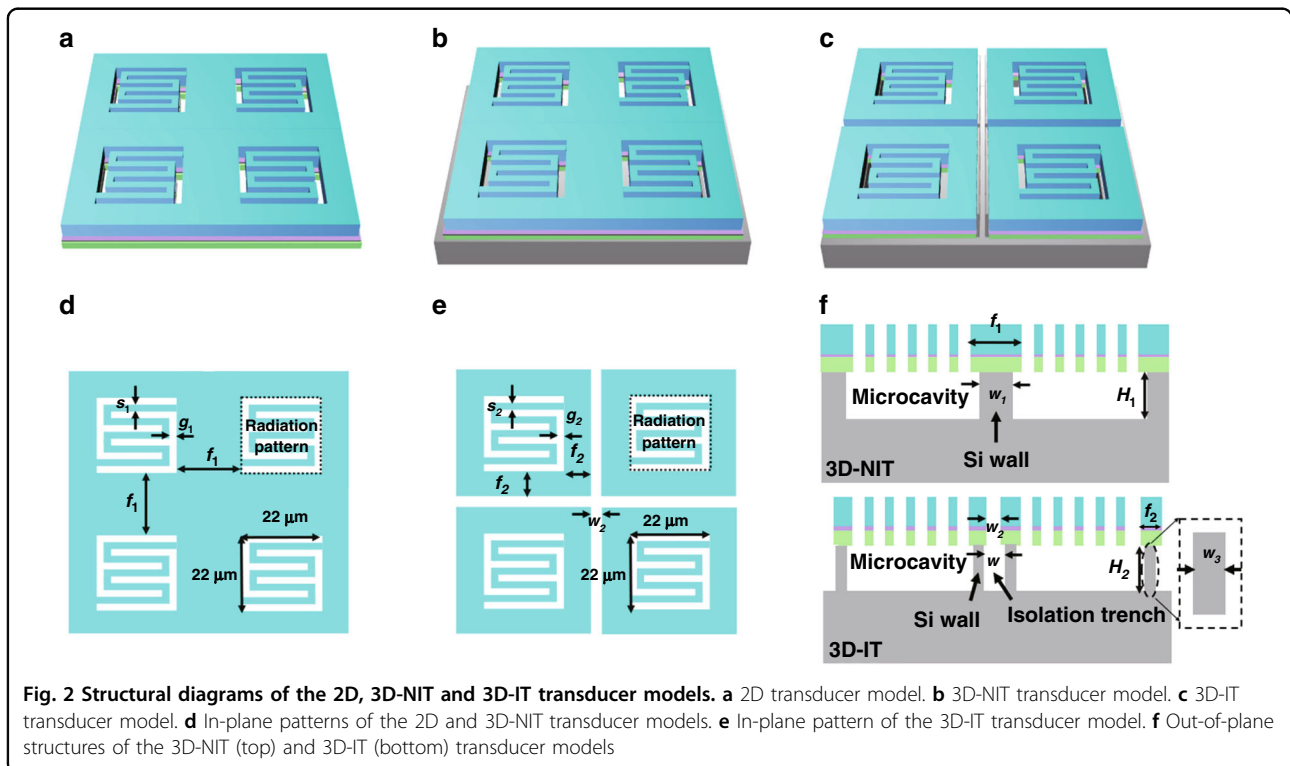 a
b
c
d
s1
g1
Radiation
pattern
f1
f1
22 μm
22 μm
e
s2
g2
f2
f2
Radiation
pattern
w2
22 μm
22 μm
f
f1
Microcavity
w1
H1
Si wall
3D-NIT
w2
f2
Microcavity
w
H2
w3
Si wall
Isolation trench
3D-IT
Fig. 2 Structural diagrams of the 2D, 3D-NIT and 3D-IT transducer models. a 2D transducer model. b 3D-NIT transducer model. c 3D-IT
transducer model. d In-plane patterns of the 2D and 3D-NIT transducer models. e In-plane pattern of the 3D-IT transducer model. f Out-of-plane
structures of the 3D-NIT (top) and 3D-IT (bottom) transducer models